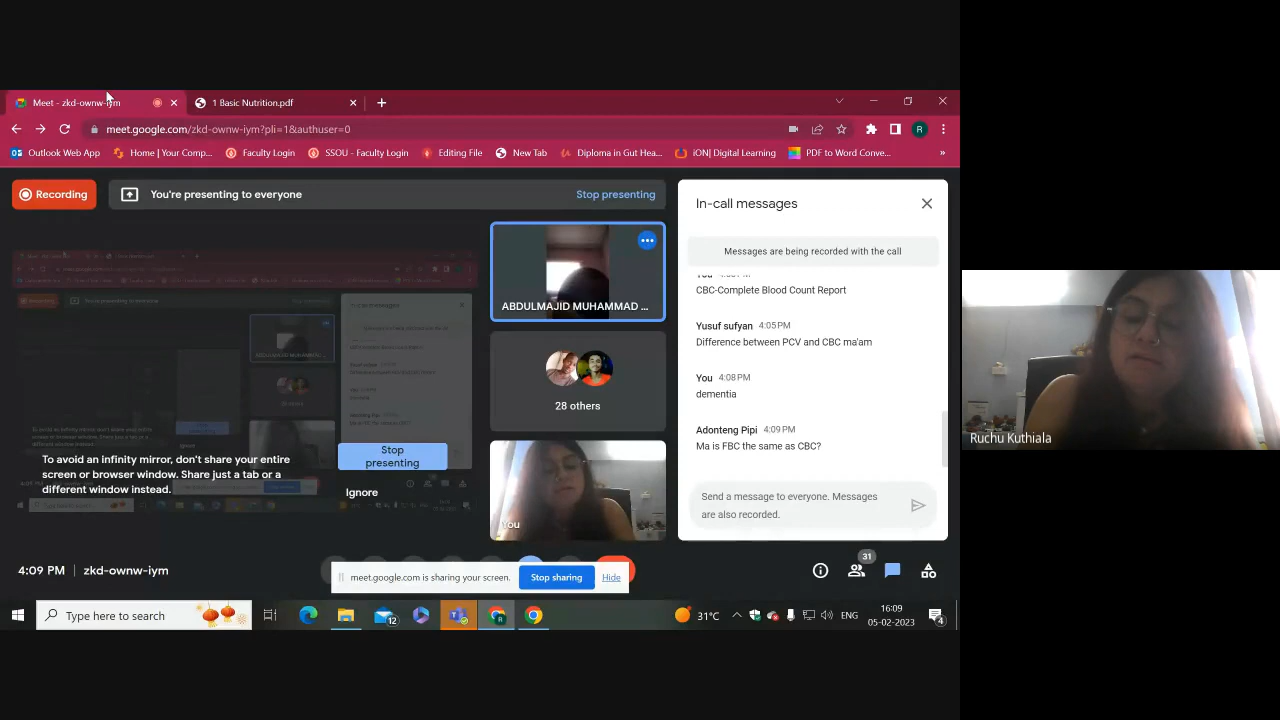 Meet - zkd-ownw-iym
1 Basic Nutrition.pdf
meet.google.com/zkd-ownw-iym?pli=1&authuser=0
R
Outlook Web App
Home | Your Comp...
Faculty Login
SSOU - Faculty Login
Editing File
New Tab
Diploma in Gut Hea...
iON| Digital Learning
PDF to Word Conve...
»
Recording
You're presenting to everyone
Stop presenting
To avoid an infinity mirror, don't share your entire
screen or browser window. Share just a tab or a
different window instead.
Stop
presenting
Ignore
ABDULMAJID MUHAMMAD ...
28 others
You
In-call messages
Messages are being recorded with the call
CBC-Complete Blood Count Report
Yusuf sufyan 4:05 PM
Difference between PCV and CBC ma'am
You 4:08 PM
dementia
Adonteng Pipi 4:09 PM
Ma is FBC the same as CBC?
Send a message to everyone. Messages
are also recorded.
Ruchu Kuthiala
4:09 PM | zkd-ownw-iym
meet.google.com is sharing your screen.
Stop sharing
Hide
31
Type here to search
12
31°C
ENG
16:09
05-02-2023
4